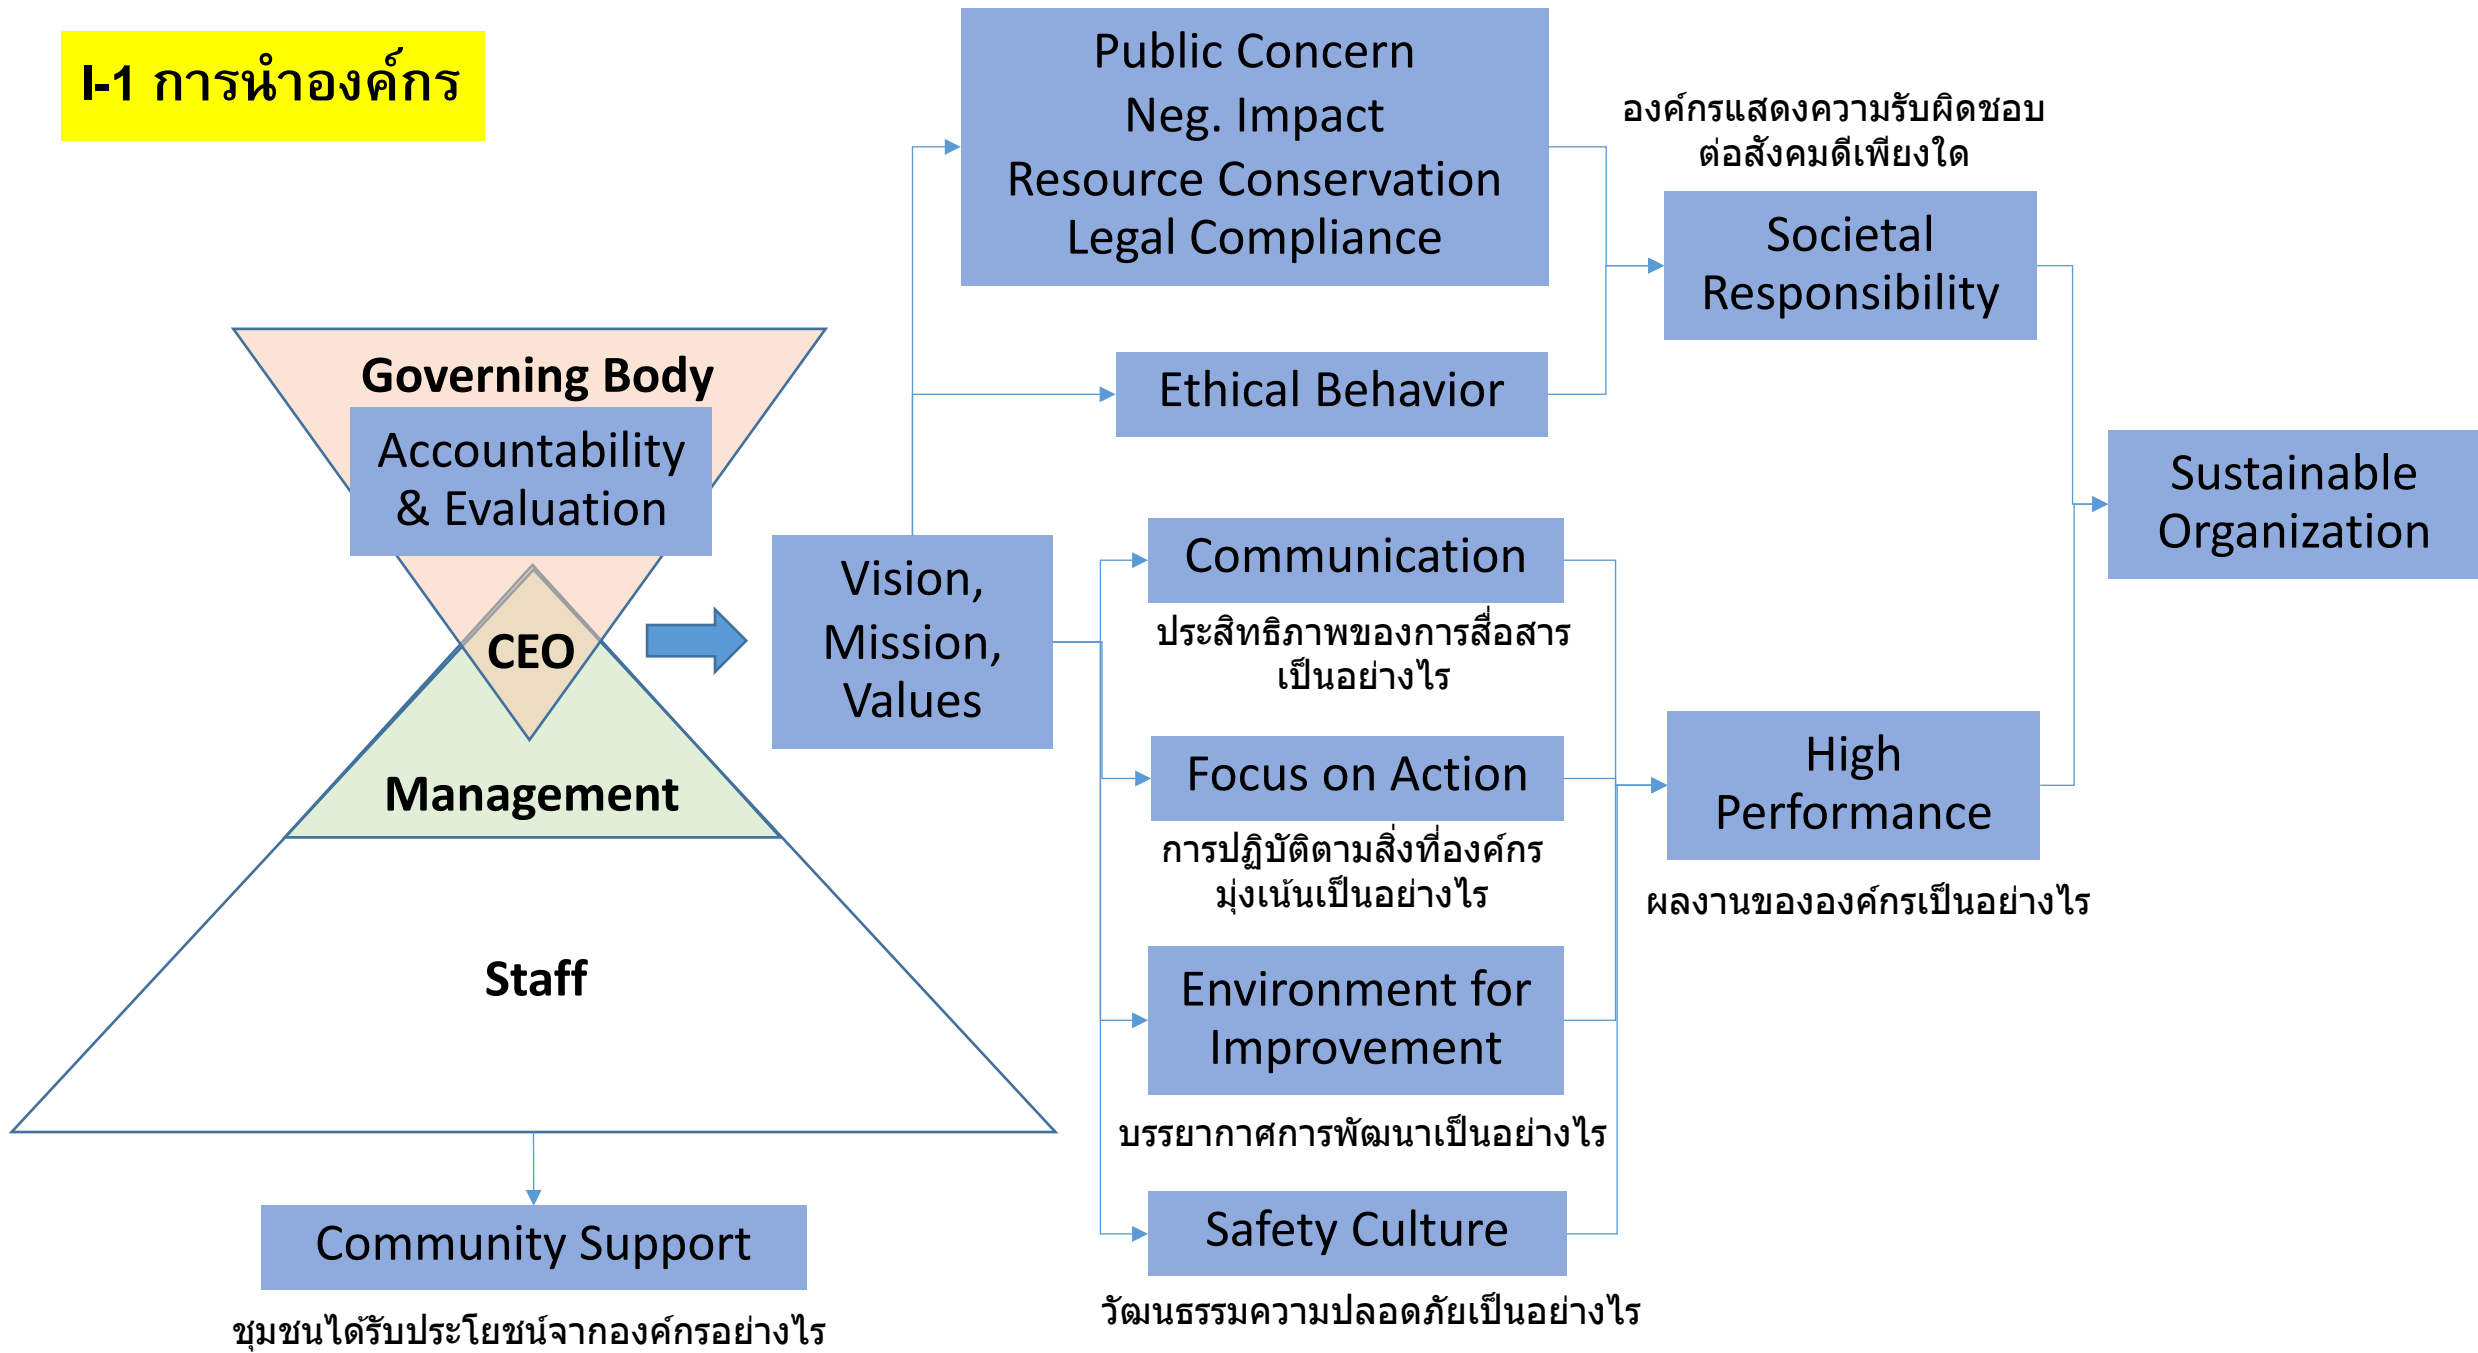 I-1 การนำองค์กร
Public Concern
Neg. Impact
Resource Conservation
Legal Compliance
องค์กรแสดงความรับผิดชอบ
ต่อสังคมดีเพียงใด
Societal
Responsibility
Governing Body
Accountability
& Evaluation
Ethical Behavior
Sustainable
Organization
CEO
Vision,
Mission,
Values
Communication
ประสิทธิภาพของการสื่อสาร
เป็นอย่างไร
Management
Focus on Action
การปฏิบัติตามสิ่งที่องค์กร
มุ่งเน้นเป็นอย่างไร
High
Performance
ผลงานขององค์กรเป็นอย่างไร
Staff
Environment for
Improvement
บรรยากาศการพัฒนาเป็นอย่างไร
Community Support
ชุมชนได้รับประโยชน์จากองค์กรอย่างไร
Safety Culture
วัฒนธรรมความปลอดภัยเป็นอย่างไร